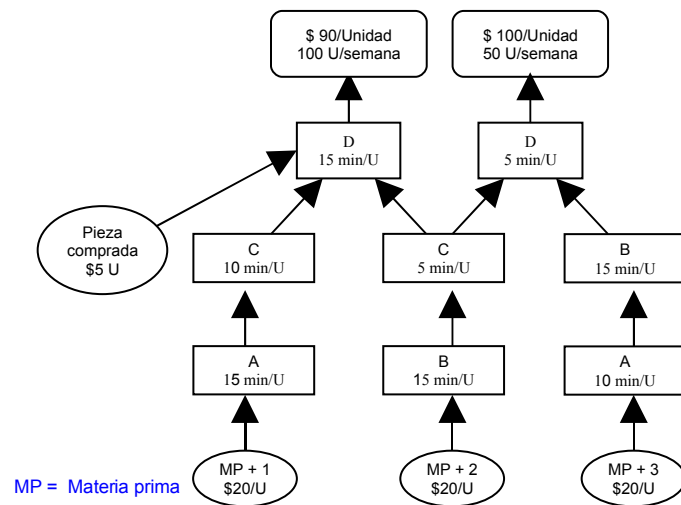 $ 90/Unidad
100 U/semana
$ 100/Unidad
50 U/semana
D
15 min/U
D
5 min/U
Pieza
comprada
$5 U
C
10 min/U
C
5 min/U
B
15 min/U
A
15 min/U
B
15 min/U
A
10 min/U
MP = Materia prima
MP + 1
$20/U
MP + 2
$20/U
MP + 3
$20/U